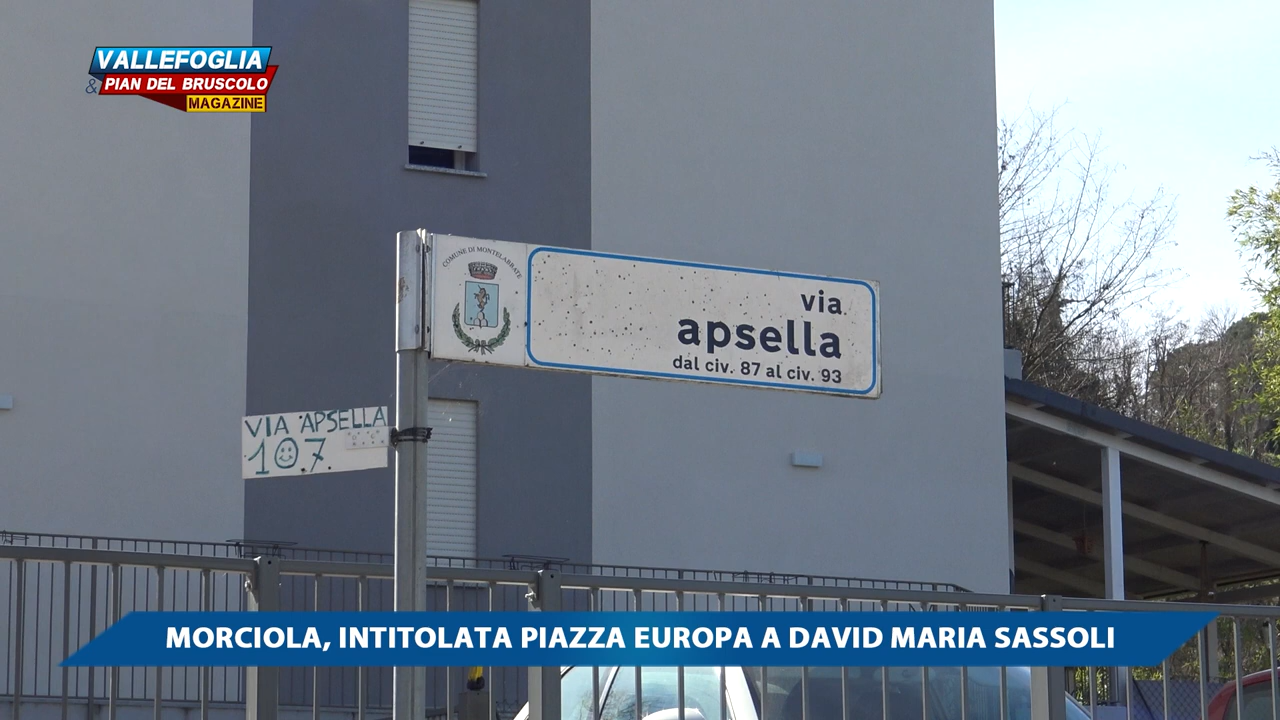 VALLEFOGLIA
& PIAN DEL BRUSCOLO
MAGAZINE
COMUNE DI MONTELABBATE
via
apsella
dal civ. 87 al civ. 93
VIA APSELLA
107
MORCIOLA, INTITOLATA PIAZZA EUROPA A DAVID MARIA SASSOLI